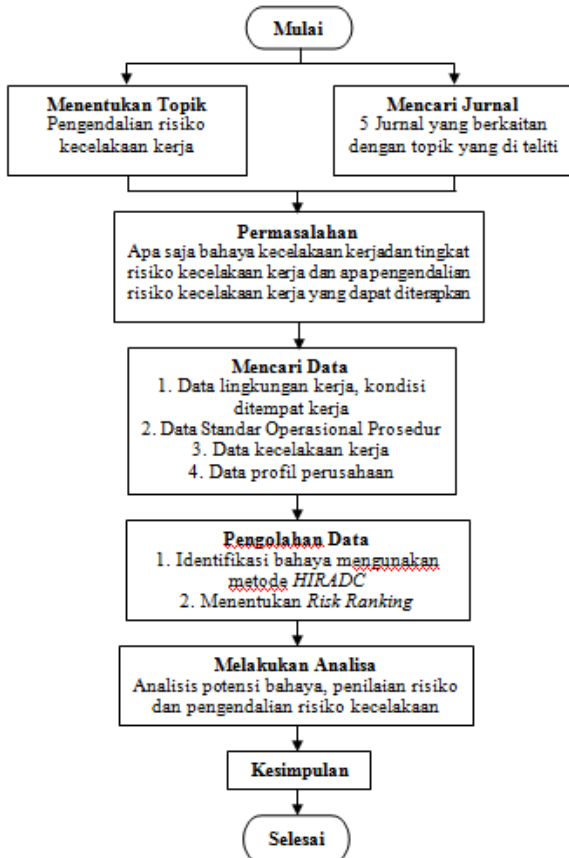 Mulai
Menentukan Topik
Pengendalian risiko
kecelakaan kerja
Mencari Jurnal
5 Jurnal yang berkaitan
dengan topik yang di teliti
Permasalahan
Apa saja bahaya kecelakaan kerjadan tingkat
risiko kecelakaan kerja dan apa pengendalian
risiko kecelakaan kerja yang dapat diterapkan
Mencari Data
1. Data lingkungan kerja, kondisi
ditempat kerja
2. Data Standar Operasional Prosedur
3. Data kecelakaan kerja
4. Data profil perusahaan
Pengolahan Data
1. Identifikasi bahaya mengunakan
metode HIRADC
2. Menentukan Risk Ranking
Melakukan Analisa
Analisis potensi bahaya, penilaian risiko
dan pengendalian risiko kecelakaan
Kesimpulan
Selesai